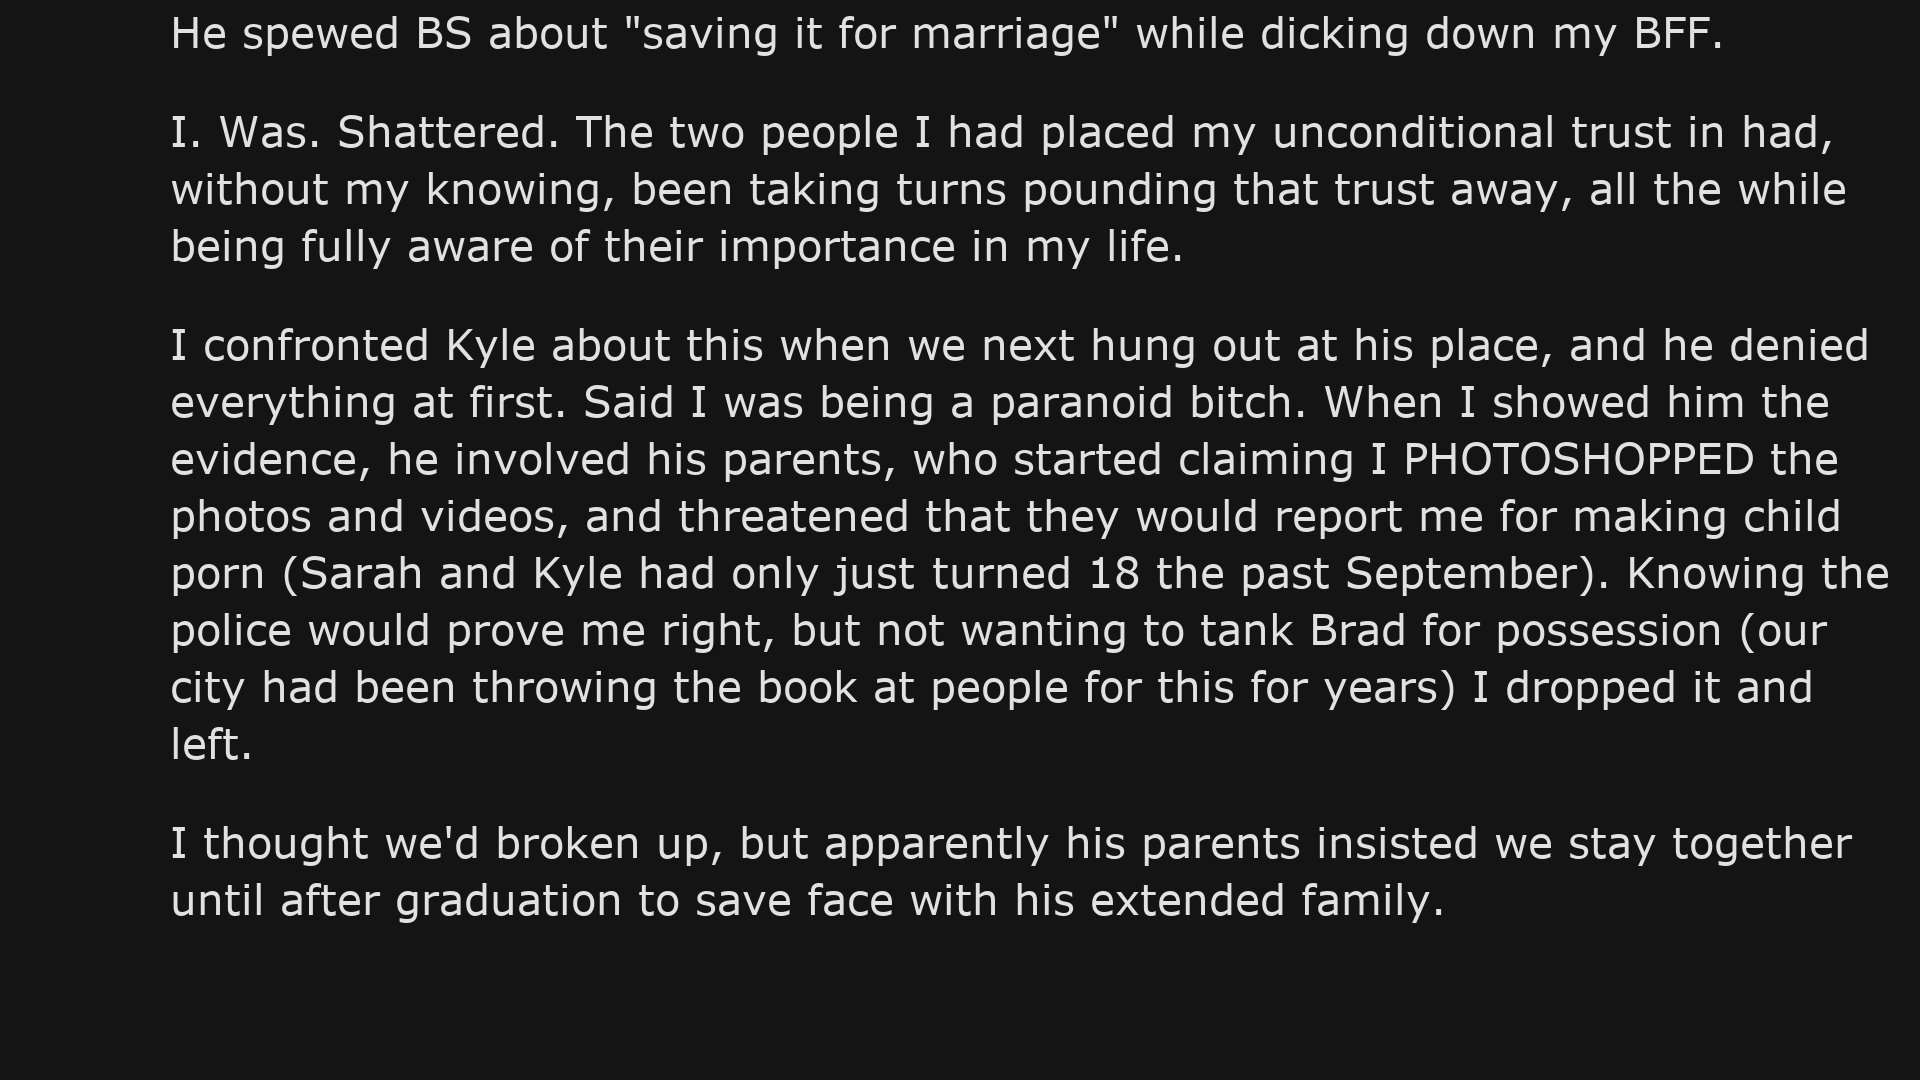 He spewed BS about "saving it for marriage" while dicking down my BFF.
I. Was. Shattered. The two people I had placed my unconditional trust in had,
without my knowing, been taking turns pounding that trust away, all the while
being fully aware of their importance in my life.
I confronted Kyle about this when we next hung out at his place, and he denied
everything at first. Said I was being a paranoid bitch. When I showed him the
evidence, he involved his parents, who started claiming I PHOTOSHOPPED the
photos and videos, and threatened that they would report me for making child
porn (Sarah and Kyle had only just turned 18 the past September). Knowing the
police would prove me right, but not wanting to tank Brad for possession (our
city had been throwing the book at people for this for years) I dropped it and
left.
I thought we'd broken up, but apparently his parents insisted we stay together
until after graduation to save face with his extended family.